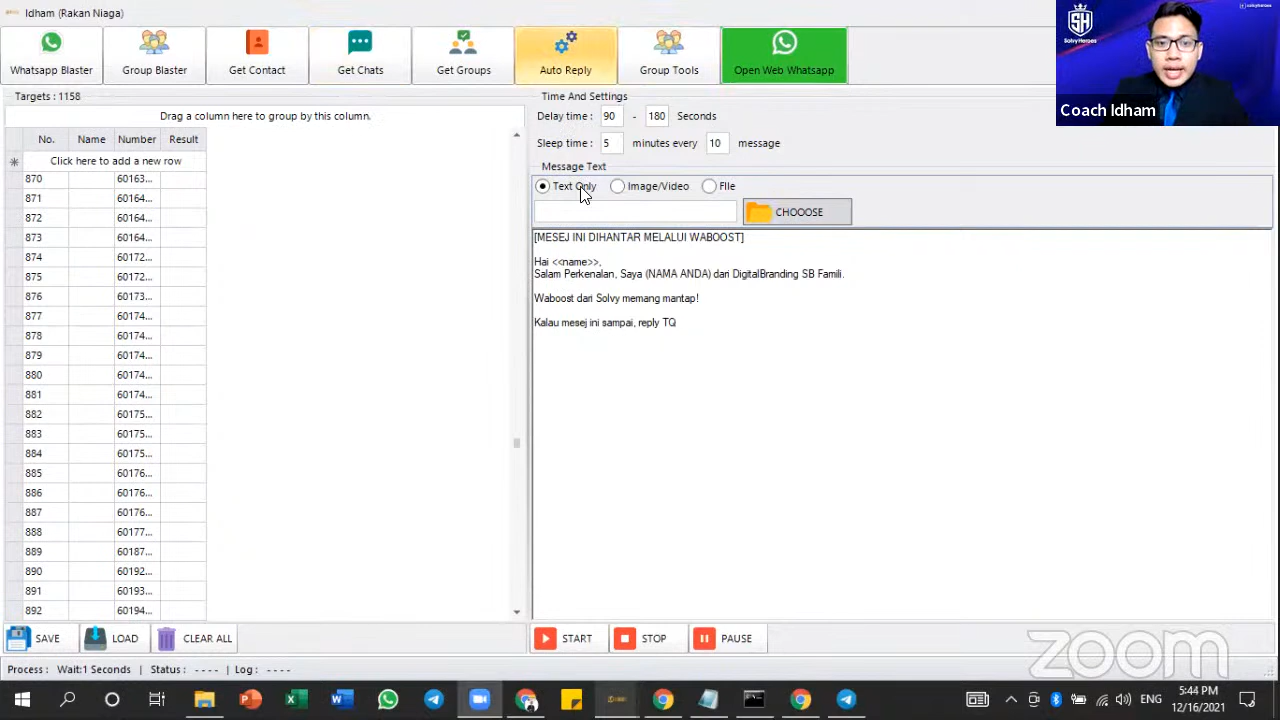 Idham (Rakan Niaga)
Whatsapp Blaster
Group Blaster
Get Contact
Get Chats
Get Groups
Auto Reply
Group Tools
Open Web Whatsapp
SH
Solvy Heroes
solvyheroes
Coach Idham
Targets : 1158
Drag a column here to group by this column.
No. Name Number Result
Click here to add a new row
870 60163...
871 60164...
872 60164...
873 60164...
874 60172...
875 60172...
876 60173...
877 60174...
878 60174...
879 60174...
880 60174...
881 60174...
882 60175...
883 60175...
884 60175...
885 60176...
886 60176...
887 60176...
888 60177...
889 60187...
890 60192...
891 60193...
892 60194...
SAVE
LOAD
CLEAR ALL
Time And Settings
Delay time : 90 - 180 Seconds
Sleep time : 5 minutes every 10 message
Message Text
Text Only Image/Video File
CHOOOSE
[MESEJ INI DIHANTAR MELALUI WABOOST]
Hai <<name>>,
Salam Perkenalan, Saya (NAMA ANDA) dari DigitalBranding SB Famili.
Waboost dari Solvy memang mantap!
Kalau mesej ini sampai, reply TQ
START
STOP
PAUSE
zoom
Process : Wait:1 Seconds | Status : - - - - | Log : - - - -
ENG
5:44 PM
12/16/2021